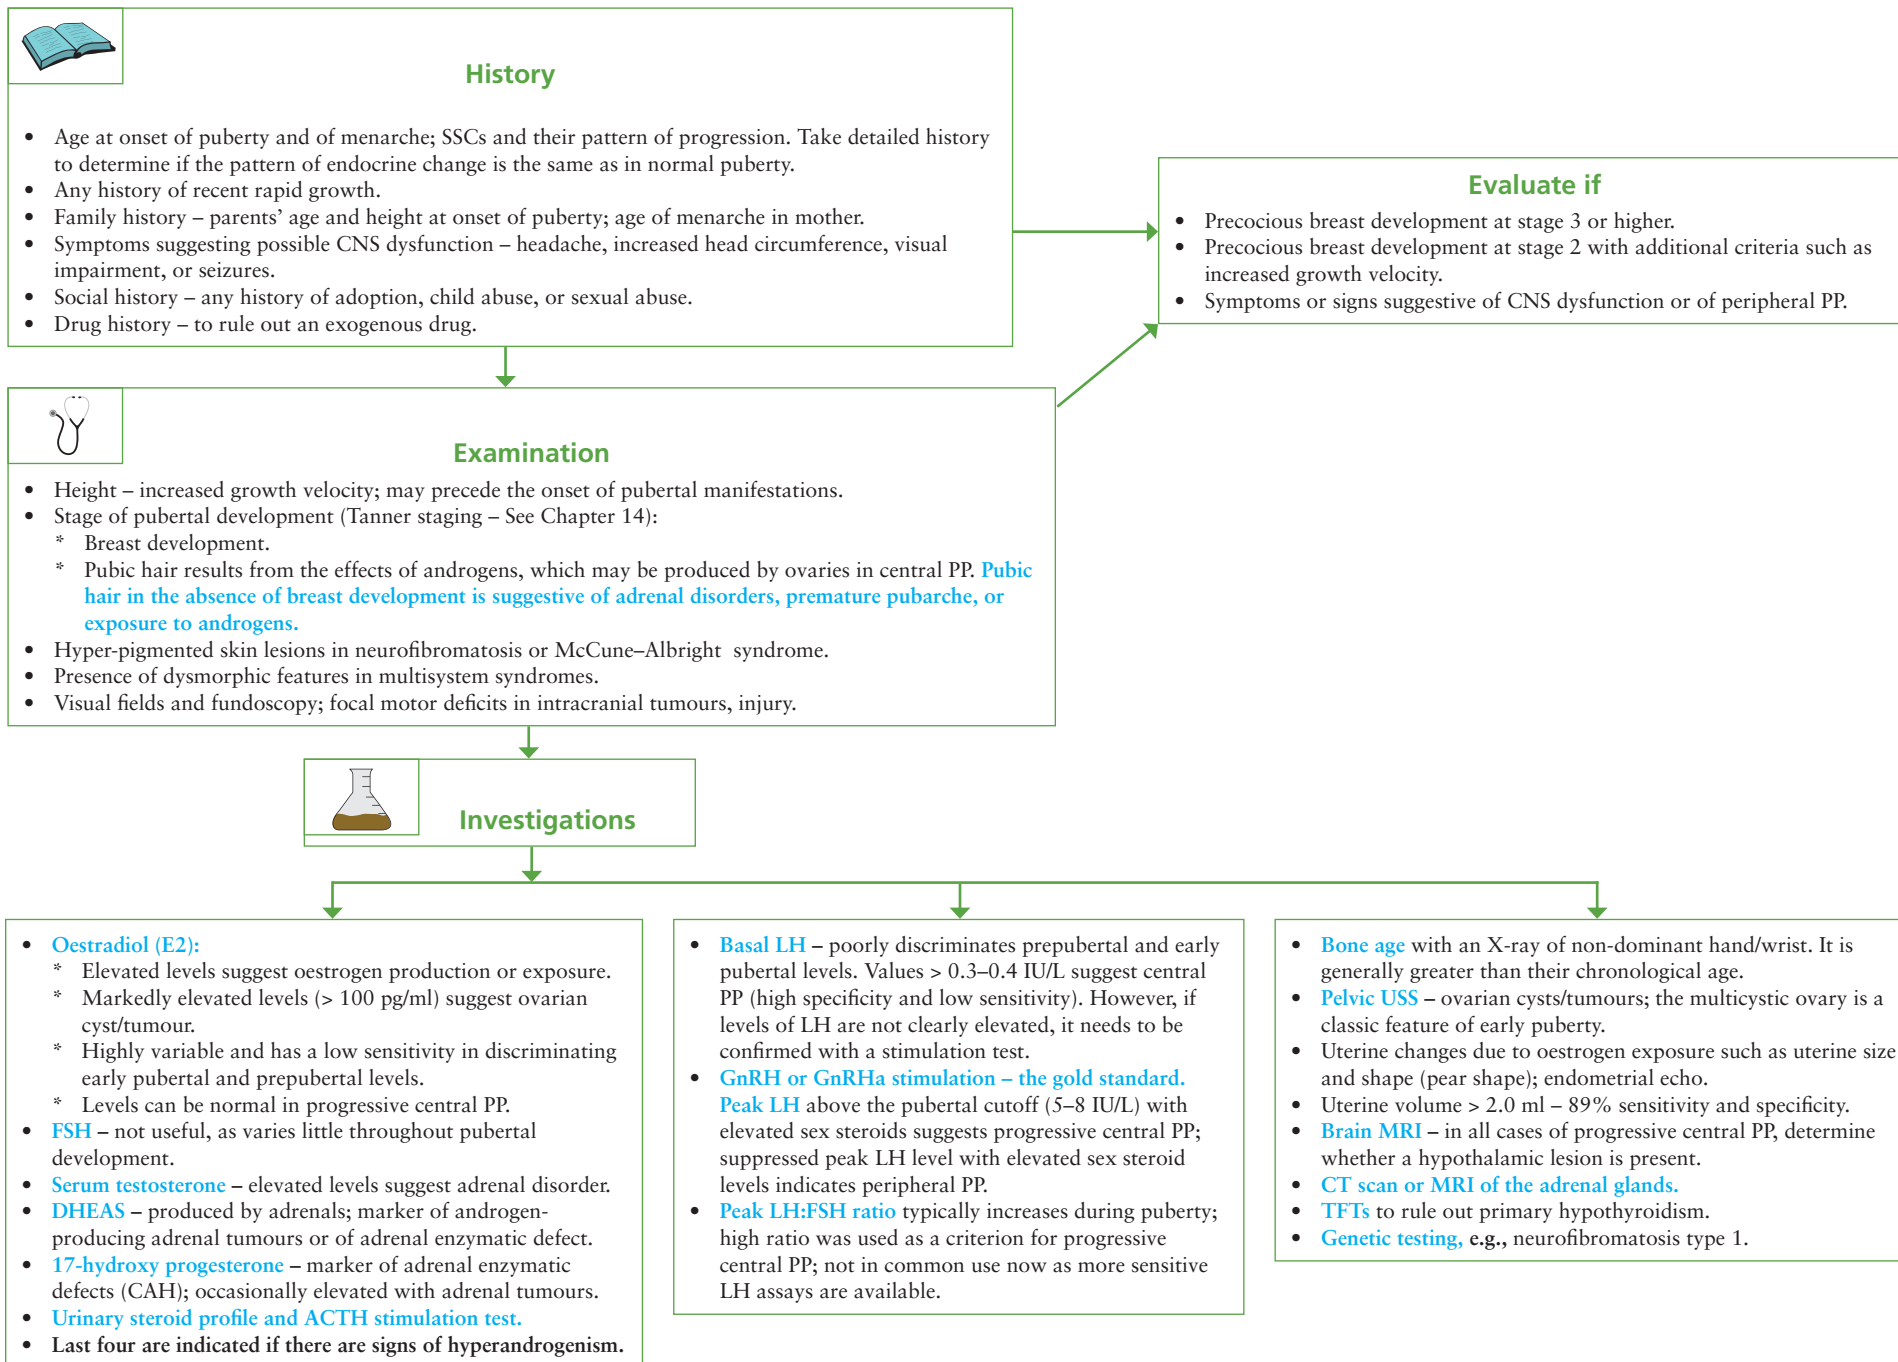 History
• Age at onset of puberty and of menarche; SSCs and their pattern of progression. Take detailed history
to determine if the pattern of endocrine change is the same as in normal puberty.
• Any history of recent rapid growth.
• Family history – parents’ age and height at onset of puberty; age of menarche in mother.
• Symptoms suggesting possible CNS dysfunction – headache, increased head circumference, visual
impairment, or seizures.
• Social history – any history of adoption, child abuse, or sexual abuse.
• Drug history – to rule out an exogenous drug.
Evaluate if
• Precocious breast development at stage 3 or higher.
• Precocious breast development at stage 2 with additional criteria such as
increased growth velocity.
• Symptoms or signs suggestive of CNS dysfunction or of peripheral PP.
Examination
• Height – increased growth velocity; may precede the onset of pubertal manifestations.
• Stage of pubertal development (Tanner staging – See Chapter 14):
* Breast development.
* Pubic hair results from the effects of androgens, which may be produced by ovaries in central PP. Pubic
hair in the absence of breast development is suggestive of adrenal disorders, premature pubarche, or
exposure to androgens.
• Hyper-pigmented skin lesions in neurofibromatosis or McCune–Albright syndrome.
• Presence of dysmorphic features in multisystem syndromes.
• Visual fields and fundoscopy; focal motor deficits in intracranial tumours, injury.
Investigations
• Oestradiol (E2):
* Elevated levels suggest oestrogen production or exposure.
* Markedly elevated levels (> 100 pg/ml) suggest ovarian
cyst/tumour.
* Highly variable and has a low sensitivity in discriminating
early pubertal and prepubertal levels.
* Levels can be normal in progressive central PP.
• FSH – not useful, as varies little throughout pubertal
development.
• Serum testosterone – elevated levels suggest adrenal disorder.
• DHEAS – produced by adrenals; marker of androgen-
producing adrenal tumours or of adrenal enzymatic defect.
• 17-hydroxy progesterone – marker of adrenal enzymatic
defects (CAH); occasionally elevated with adrenal tumours.
• Urinary steroid profile and ACTH stimulation test.
• Last four are indicated if there are signs of hyperandrogenism.
• Basal LH – poorly discriminates prepubertal and early
pubertal levels. Values > 0.3–0.4 IU/L suggest central
PP (high specificity and low sensitivity). However, if
levels of LH are not clearly elevated, it needs to be
confirmed with a stimulation test.
• GnRH or GnRHa stimulation – the gold standard.
Peak LH above the pubertal cutoff (5–8 IU/L) with
elevated sex steroids suggests progressive central PP;
suppressed peak LH level with elevated sex steroid
levels indicates peripheral PP.
• Peak LH:FSH ratio typically increases during puberty;
high ratio was used as a criterion for progressive
central PP; not in common use now as more sensitive
LH assays are available.
• Bone age with an X-ray of non-dominant hand/wrist. It is
generally greater than their chronological age.
• Pelvic USS – ovarian cysts/tumours; the multicystic ovary is a
classic feature of early puberty.
• Uterine changes due to oestrogen exposure such as uterine size
and shape (pear shape); endometrial echo.
• Uterine volume > 2.0 ml – 89% sensitivity and specificity.
• Brain MRI – in all cases of progressive central PP, determine
whether a hypothalamic lesion is present.
• CT scan or MRI of the adrenal glands.
• TFTs to rule out primary hypothyroidism.
• Genetic testing, e.g., neurofibromatosis type 1.